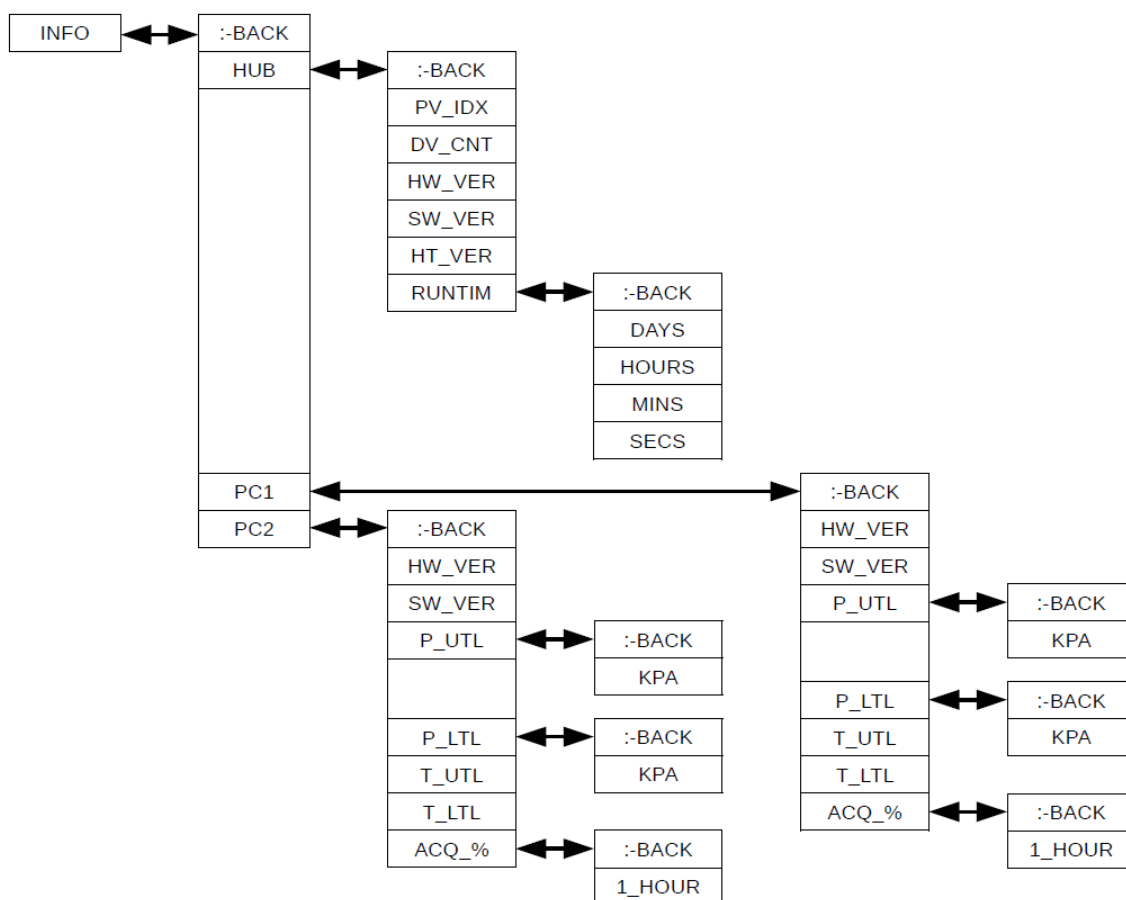 INFO
:-BACK
HUB
:-BACK
PV_IDX
DV_CNT
HW_VER
SW_VER
HT_VER
RUNTIM
:-BACK
DAYS
HOURS
MINS
SECS
PC1
:-BACK
HW_VER
SW_VER
P_UTL
:-BACK
KPA
P_LTL
:-BACK
KPA
T_UTL
T_LTL
ACQ_%
:-BACK
1_HOUR
PC2
:-BACK
HW_VER
SW_VER
P_UTL
:-BACK
KPA
P_LTL
:-BACK
KPA
T_UTL
T_LTL
ACQ_%
:-BACK
1_HOUR